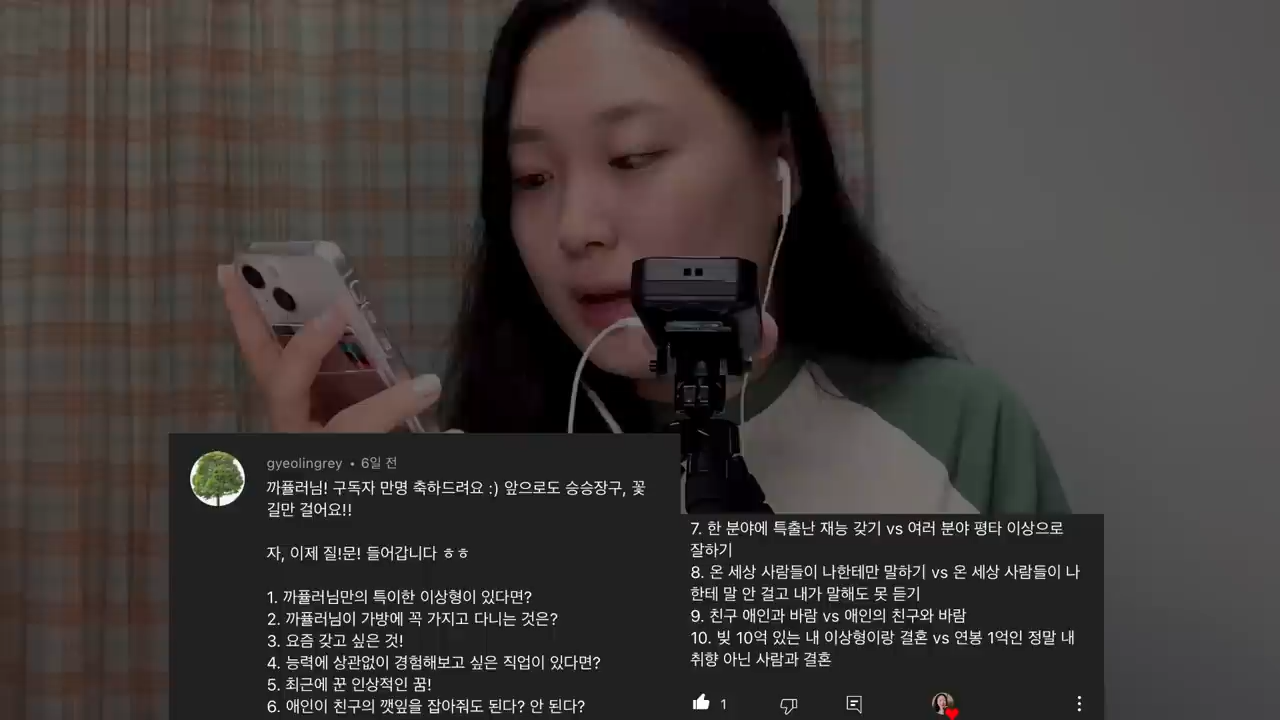 gyeolingrey • 6일 전
까퓰러님! 구독자 만명 축하드려요 :) 앞으로도 승승장구, 꽃
길만 걸어요!!
자, 이제 질!문! 들어갑니다 ㅎㅎ
1. 까퓰러님만의 특이한 이상형이 있다면?
2. 까퓰러님이 가방에 꼭 가지고 다니는 것은?
3. 요즘 갖고 싶은 것!
4. 능력에 상관없이 경험해보고 싶은 직업이 있다면?
5. 최근에 꾼 인상적인 꿈!
6. 애인이 친구의 깻잎을 잡아줘도 된다? 안 된다?
7. 한 분야에 특출난 재능 갖기 vs 여러 분야 평타 이상으로
잘하기
8. 온 세상 사람들이 나한테만 말하기 vs 온 세상 사람들이 나
한테 말 안 걸고 내가 말해도 못 듣기
9. 친구 애인과 바람 vs 애인의 친구와 바람
10. 빚 10억 있는 내 이상형이랑 결혼 vs 연봉 1억인 정말 내
취향 아닌 사람과 결혼
1